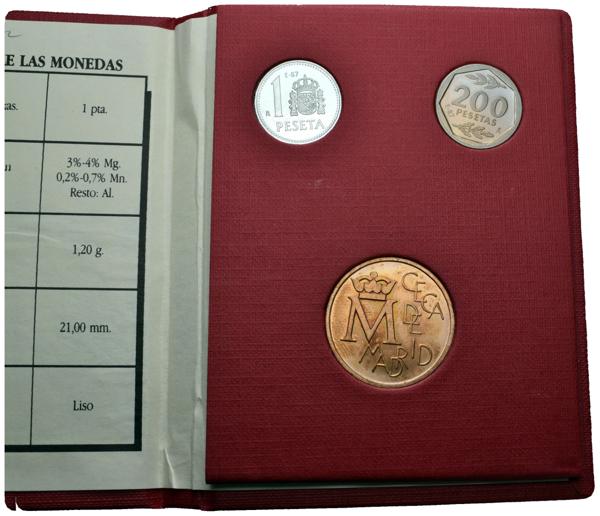 E LAS MONEDAS
as.
1 pta.
3%-4% Mg.
0,2%-0,7% Mn.
Resto: Al.
1,20 g.
21,00 mm.
Liso
E-87
1
PESETA
200
PESETAS
M
CECA
DE
MADRID